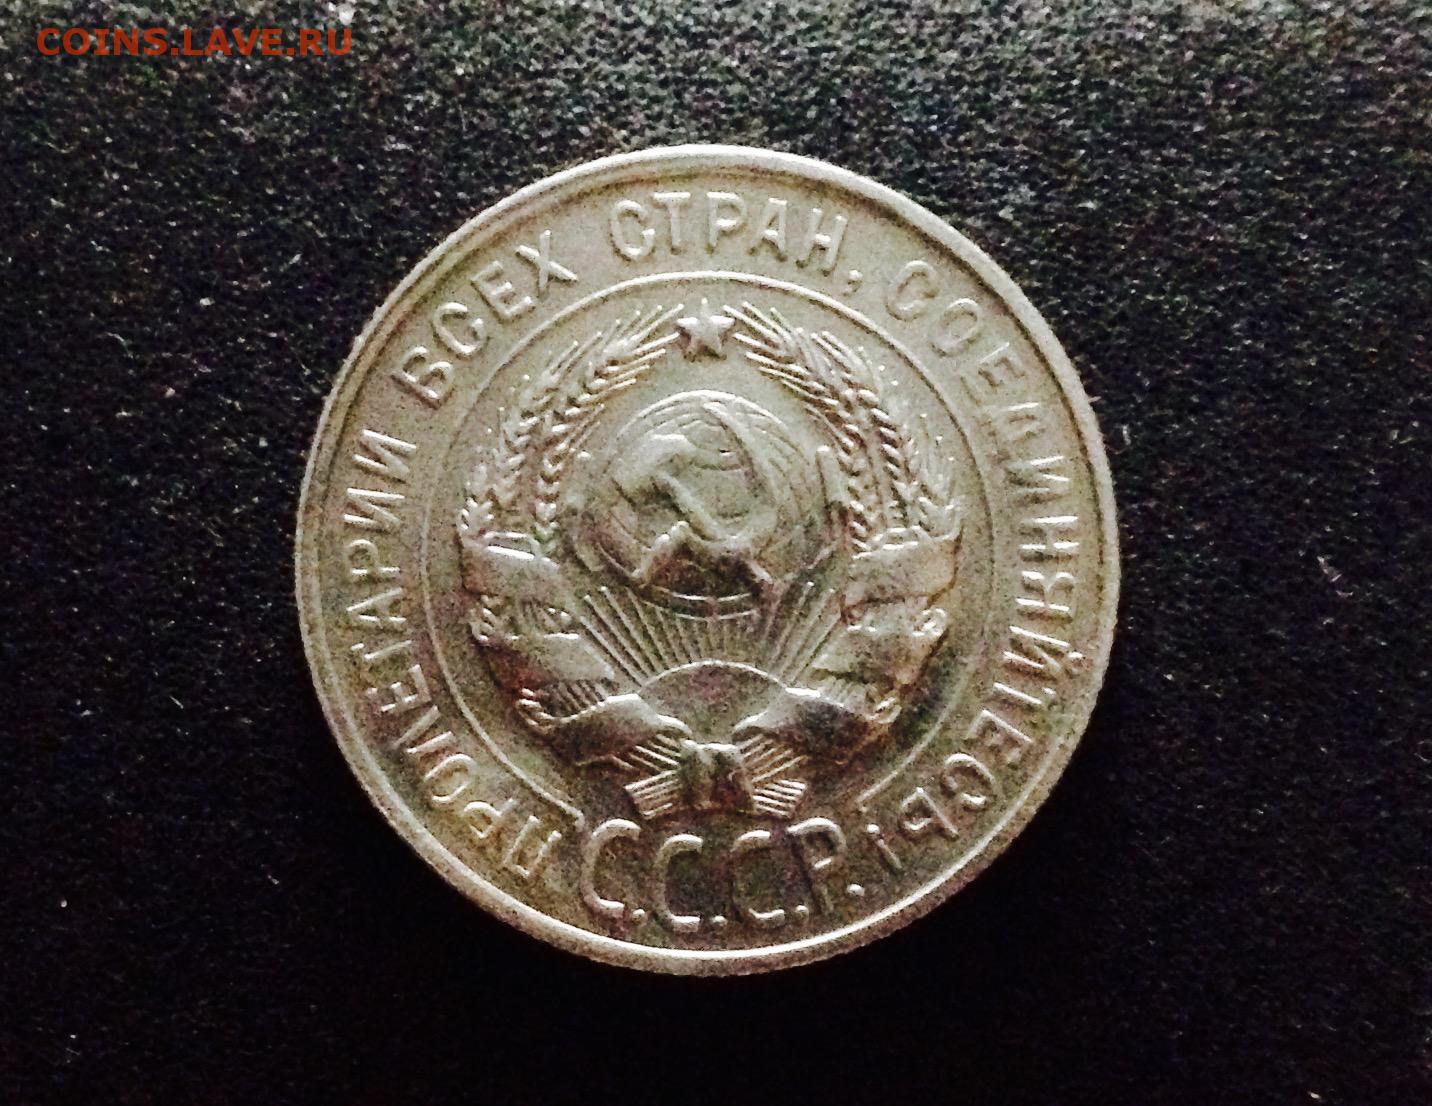 COINS.LAVE.RU
ПРОЛЕТАРИИ ВСЕХ СТРАН, СОЕДИНЯЙТЕСЬ!
С.С.С.Р.